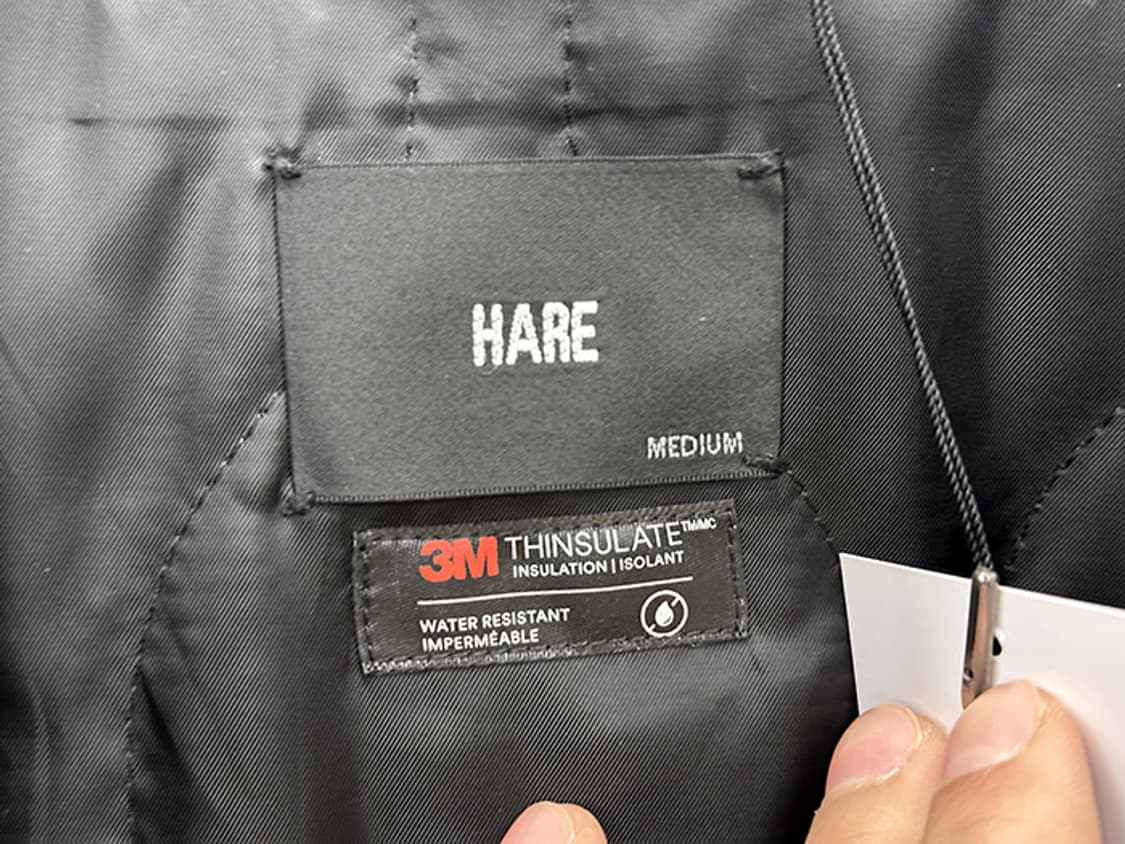 HARE
MEDIUM
3M THINSULATE™/MC
INSULATION | ISOLANT
WATER RESISTANT
IMPERMÉABLE